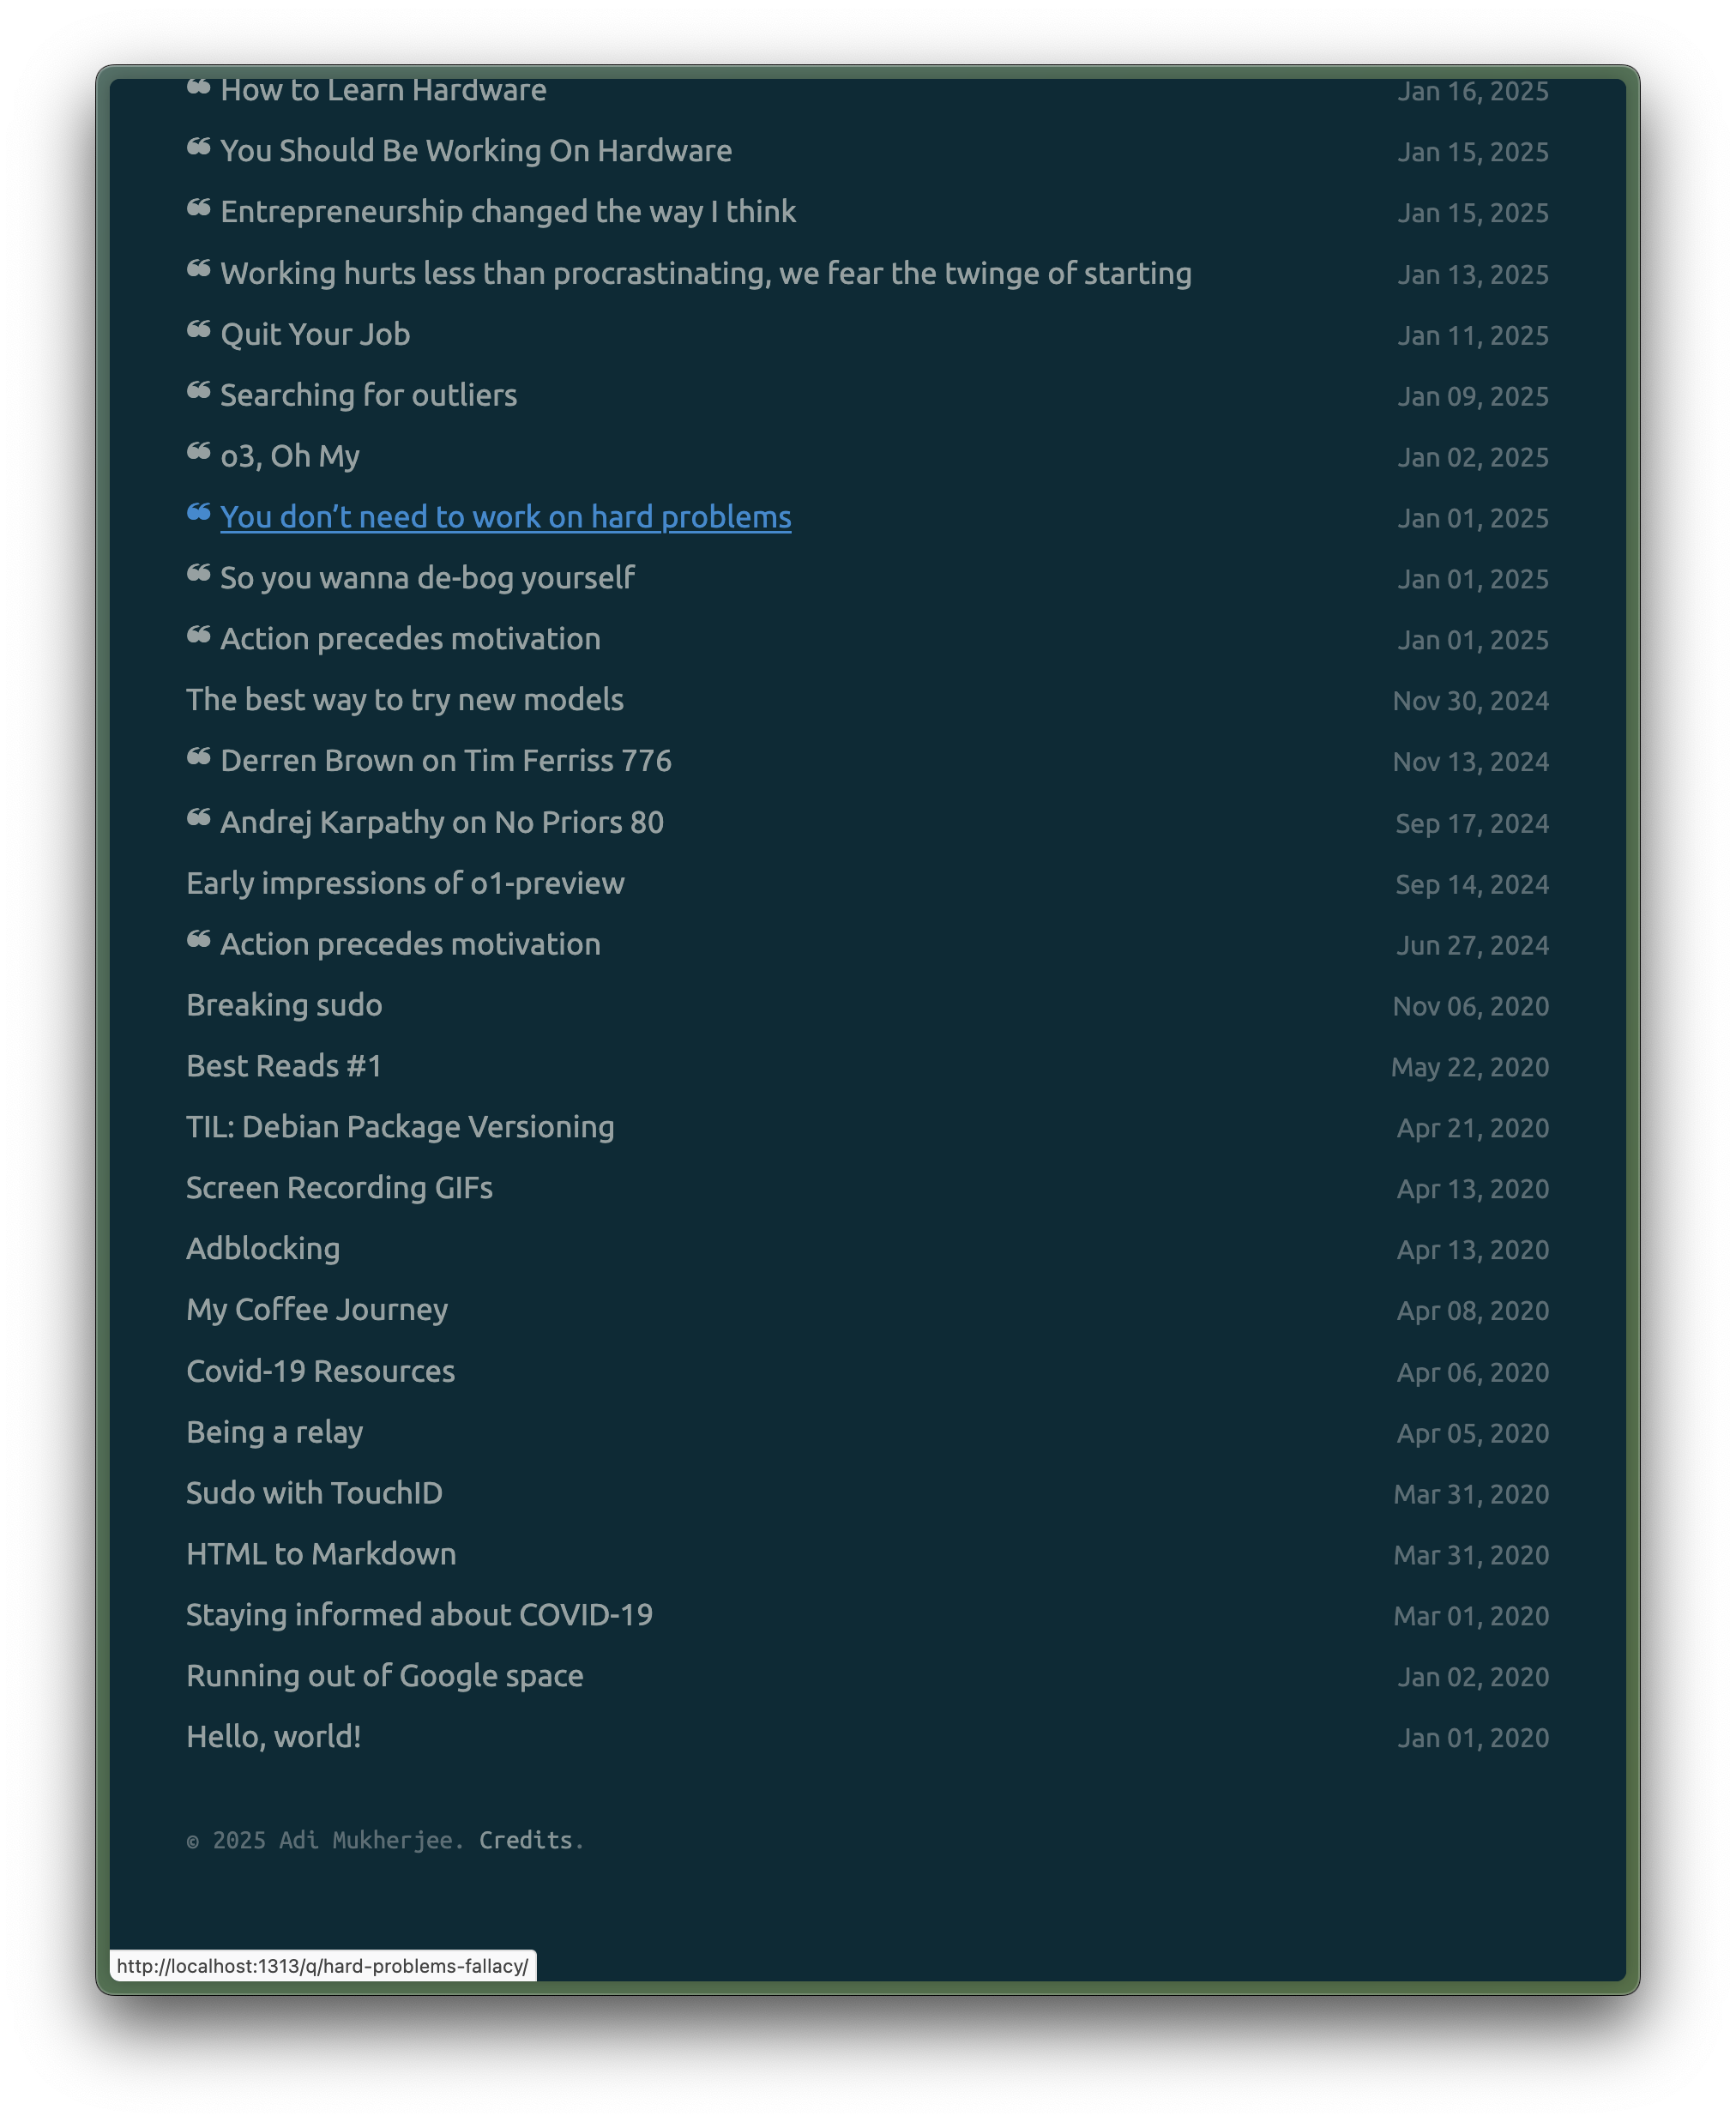 ❝ How to Learn Hardware Jan 16, 2025
❝ You Should Be Working On Hardware Jan 15, 2025
❝ Entrepreneurship changed the way I think Jan 15, 2025
❝ Working hurts less than procrastinating, we fear the twinge of starting Jan 13, 2025
❝ Quit Your Job Jan 11, 2025
❝ Searching for outliers Jan 09, 2025
❝ o3, Oh My Jan 02, 2025
❝ You don’t need to work on hard problems Jan 01, 2025
❝ So you wanna de-bog yourself Jan 01, 2025
❝ Action precedes motivation Jan 01, 2025
The best way to try new models Nov 30, 2024
❝ Derren Brown on Tim Ferriss 776 Nov 13, 2024
❝ Andrej Karpathy on No Priors 80 Sep 17, 2024
Early impressions of o1-preview Sep 14, 2024
❝ Action precedes motivation Jun 27, 2024
Breaking sudo Nov 06, 2020
Best Reads #1 May 22, 2020
TIL: Debian Package Versioning Apr 21, 2020
Screen Recording GIFs Apr 13, 2020
Adblocking Apr 13, 2020
My Coffee Journey Apr 08, 2020
Covid-19 Resources Apr 06, 2020
Being a relay Apr 05, 2020
Sudo with TouchID Mar 31, 2020
HTML to Markdown Mar 31, 2020
Staying informed about COVID-19 Mar 01, 2020
Running out of Google space Jan 02, 2020
Hello, world! Jan 01, 2020
© 2025 Adi Mukherjee. Credits.
http://localhost:1313/q/hard-problems-fallacy/